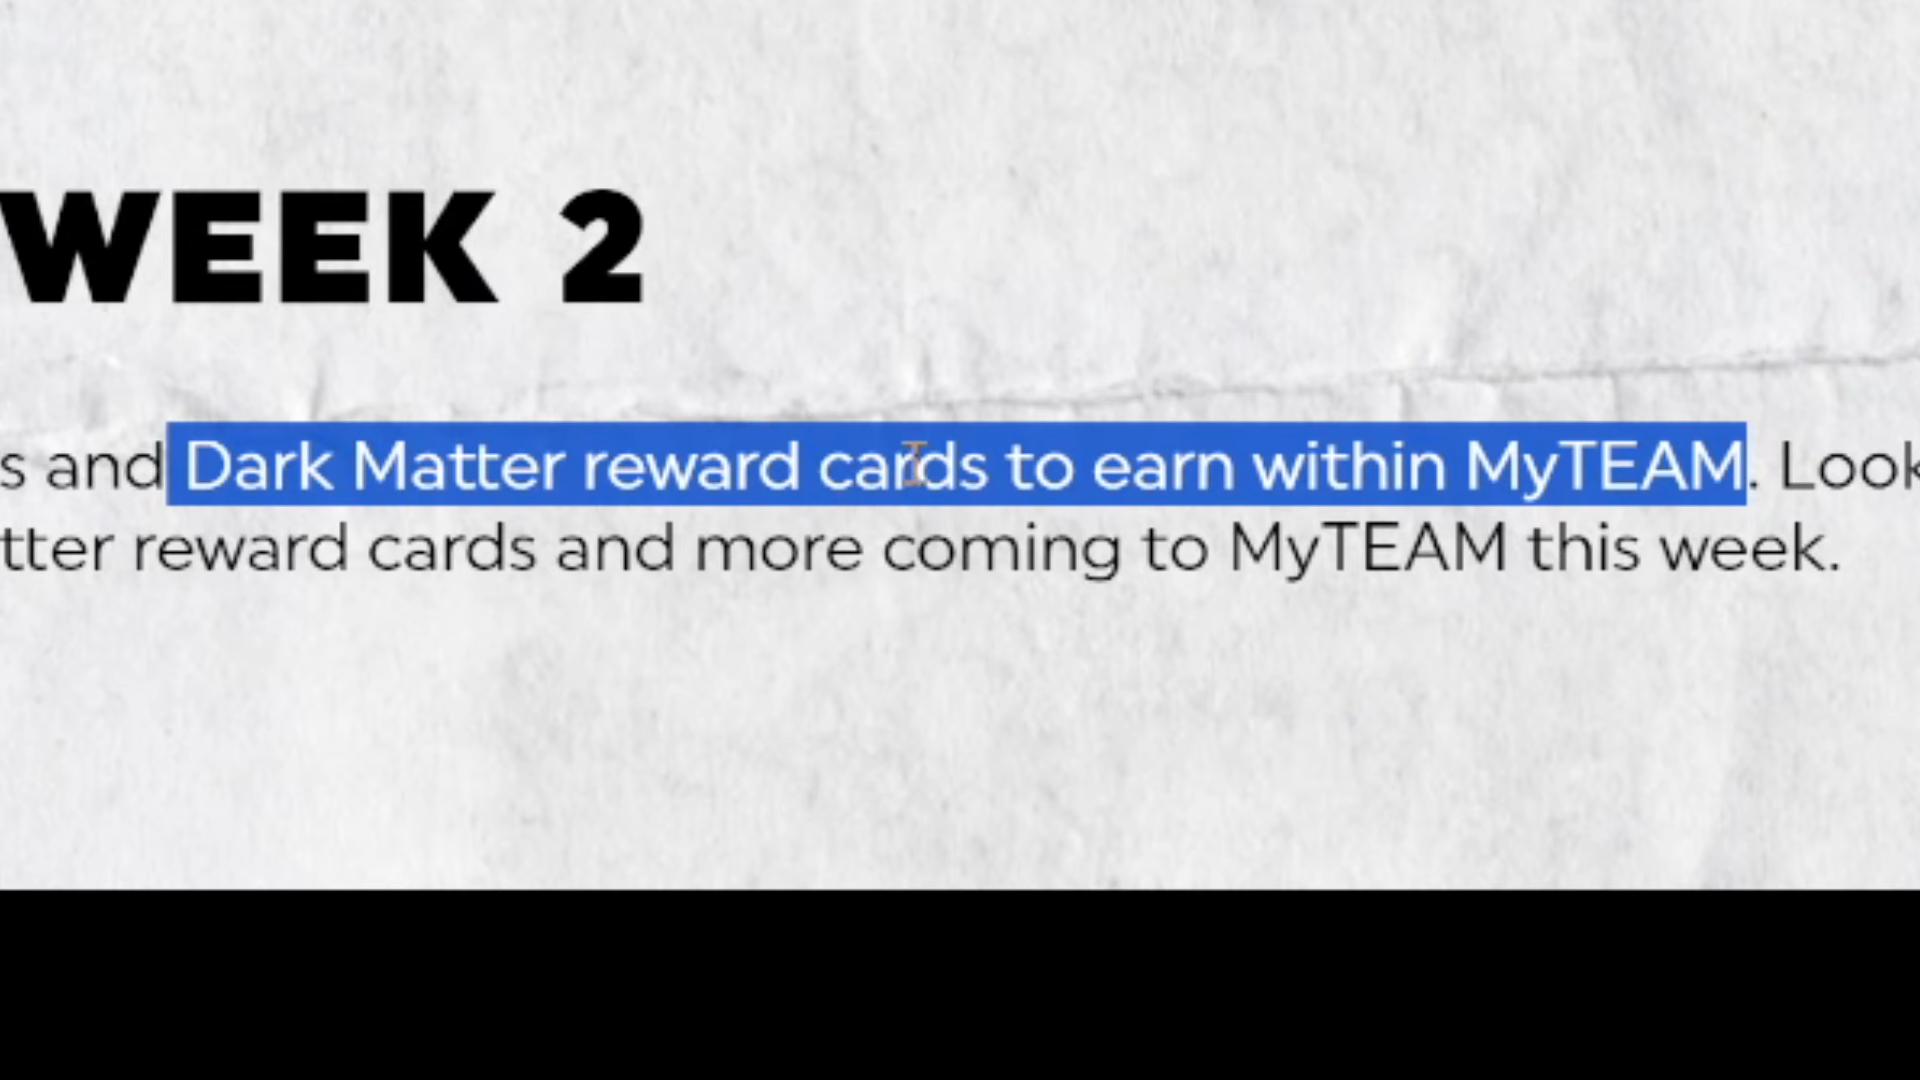 WEEK 2
s and Dark Matter reward cards to earn within MyTEAM. Look
tter reward cards and more coming to MyTEAM this week.